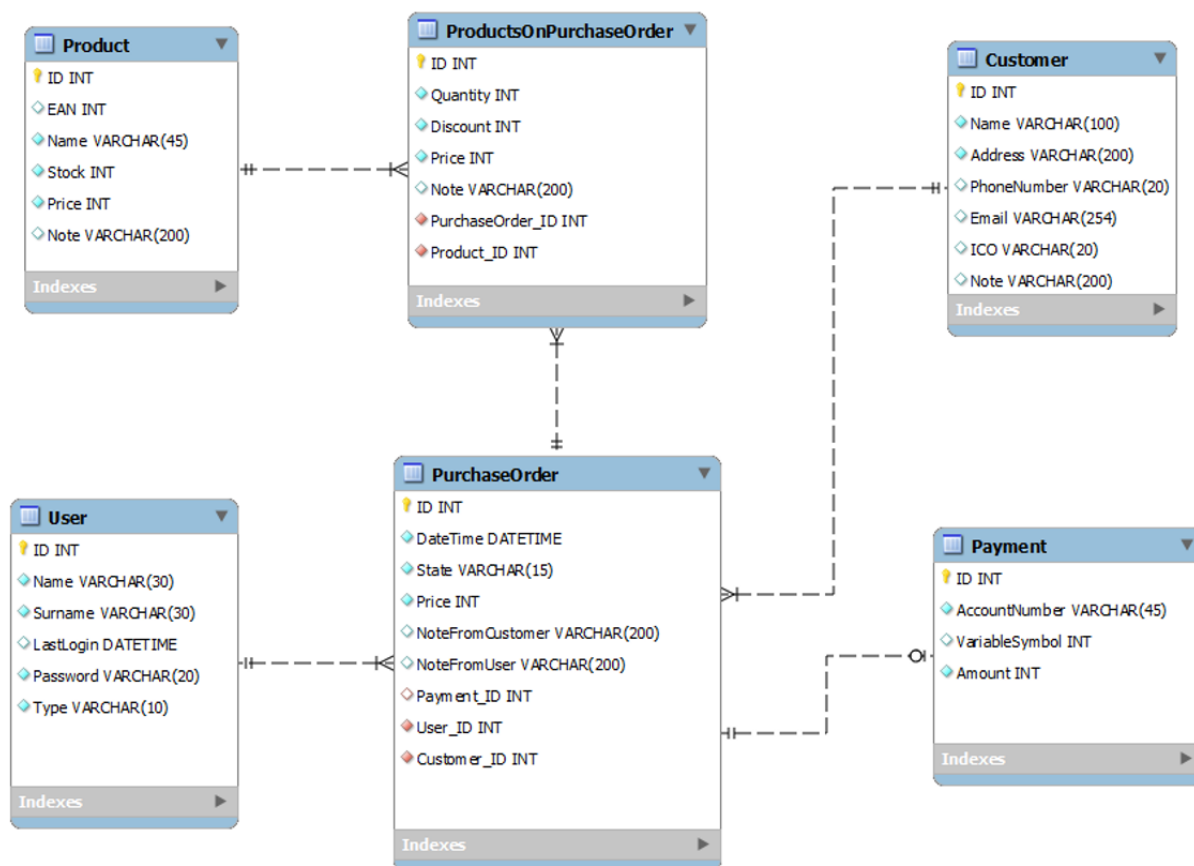 Product
ID INT
EAN INT
Name VARCHAR(45)
Stock INT
Price INT
Note VARCHAR(200)
Indexes
ProductsOnPurchaseOrder
ID INT
Quantity INT
Discount INT
Price INT
Note VARCHAR(200)
PurchaseOrder_ID INT
Product_ID INT
Indexes
Customer
ID INT
Name VARCHAR(100)
Address VARCHAR(200)
PhoneNumber VARCHAR(20)
Email VARCHAR(254)
ICO VARCHAR(20)
Note VARCHAR(200)
Indexes
User
ID INT
Name VARCHAR(30)
Surname VARCHAR(30)
LastLogin DATETIME
Password VARCHAR(20)
Type VARCHAR(10)
Indexes
PurchaseOrder
ID INT
DateTime DATETIME
State VARCHAR(15)
Price INT
NoteFromCustomer VARCHAR(200)
NoteFromUser VARCHAR(200)
Payment_ID INT
User_ID INT
Customer_ID INT
Indexes
Payment
ID INT
AccountNumber VARCHAR(45)
VariableSymbol INT
Amount INT
Indexes